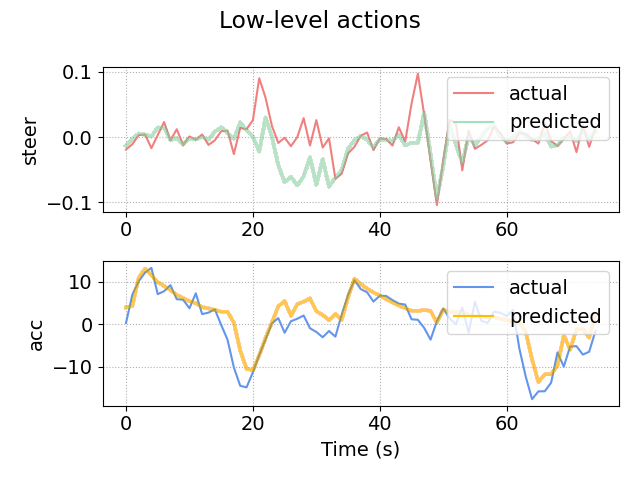 Low-level actions
0.1
0.0
−0.1
steer
actual
predicted
0
20
40
60
10
0
−10
acc
actual
predicted
0
20
40
60
Time (s)